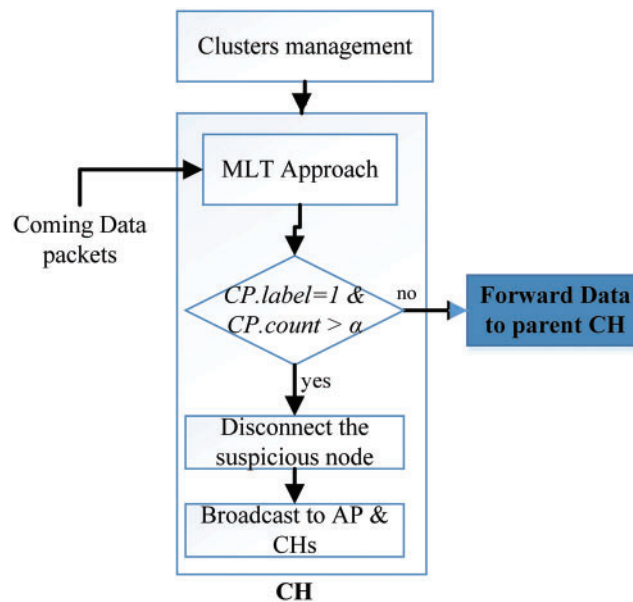 Clusters management
MLT Approach
Coming Data
packets
CP.label=1 &
CP.count > α
no
Forward Data
to parent CH
yes
Disconnect the
suspicious node
Broadcast to AP &
CHs
CH